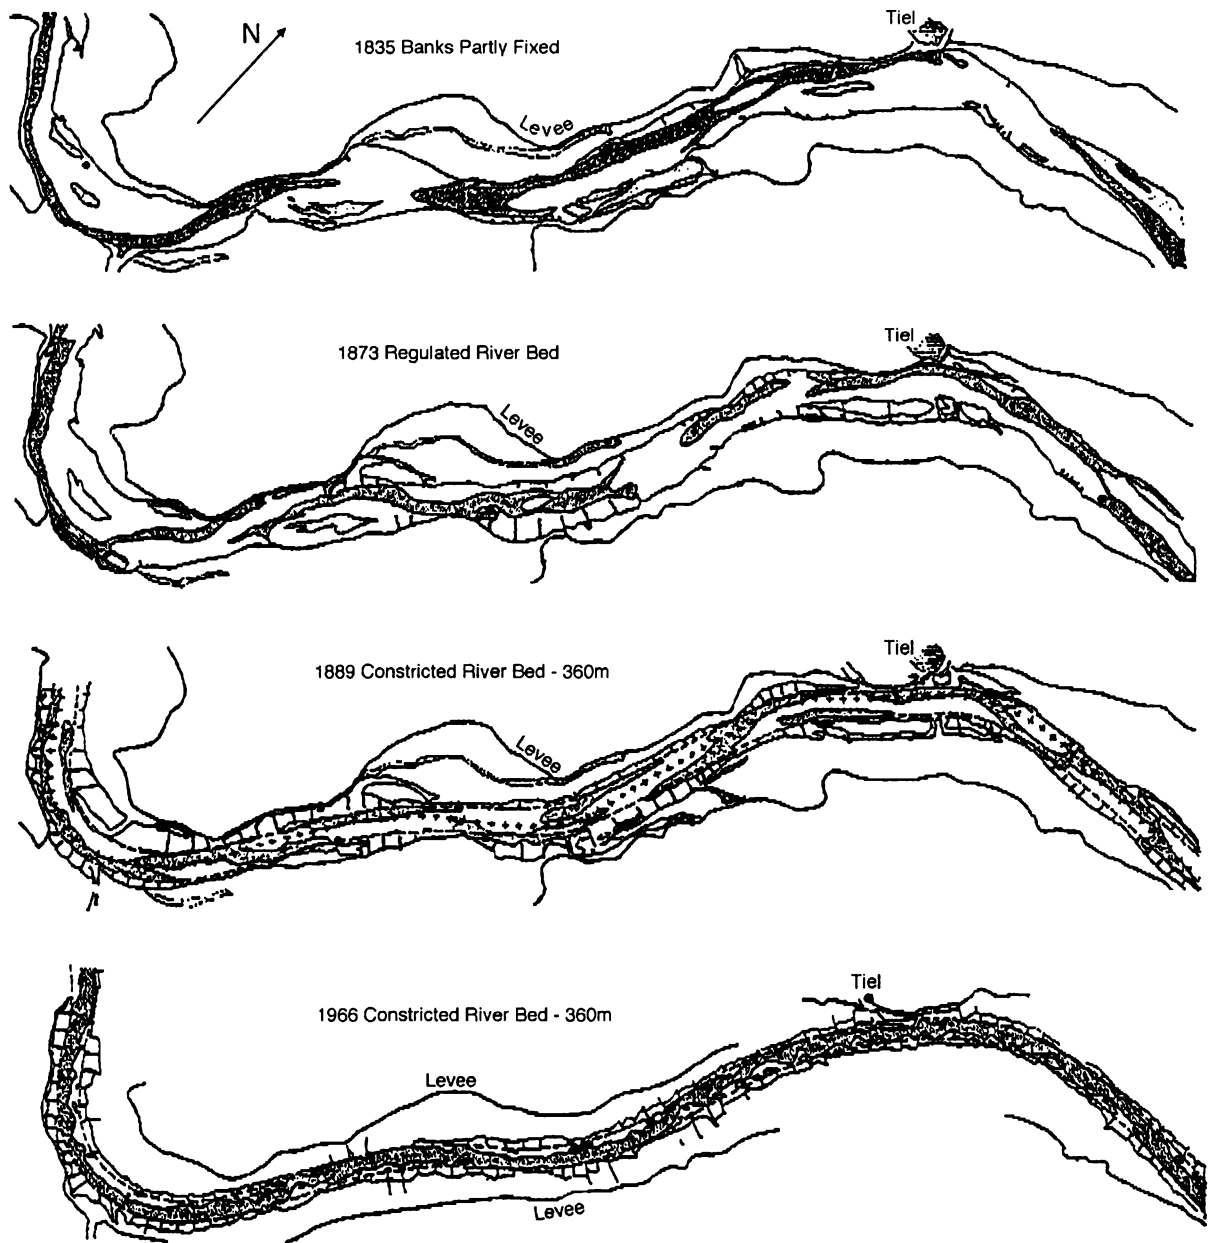 Tiel
N
1835 Banks Partly Fixed
Levee
Tiel
1873 Regulated River Bed
Levee
Tiel
1889 Constricted River Bed - 360m
Levee
Tiel
1966 Constricted River Bed - 360m
Levee
Levee